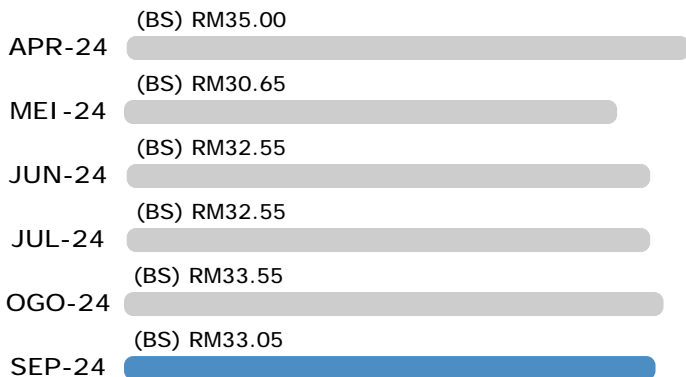 (BS) RM35.00
APR-24
(BS) RM30.65
MEI-24
(BS) RM32.55
JUN-24
(BS) RM32.55
JUL-24
(BS) RM33.55
OGO-24
(BS) RM33.05
SEP-24